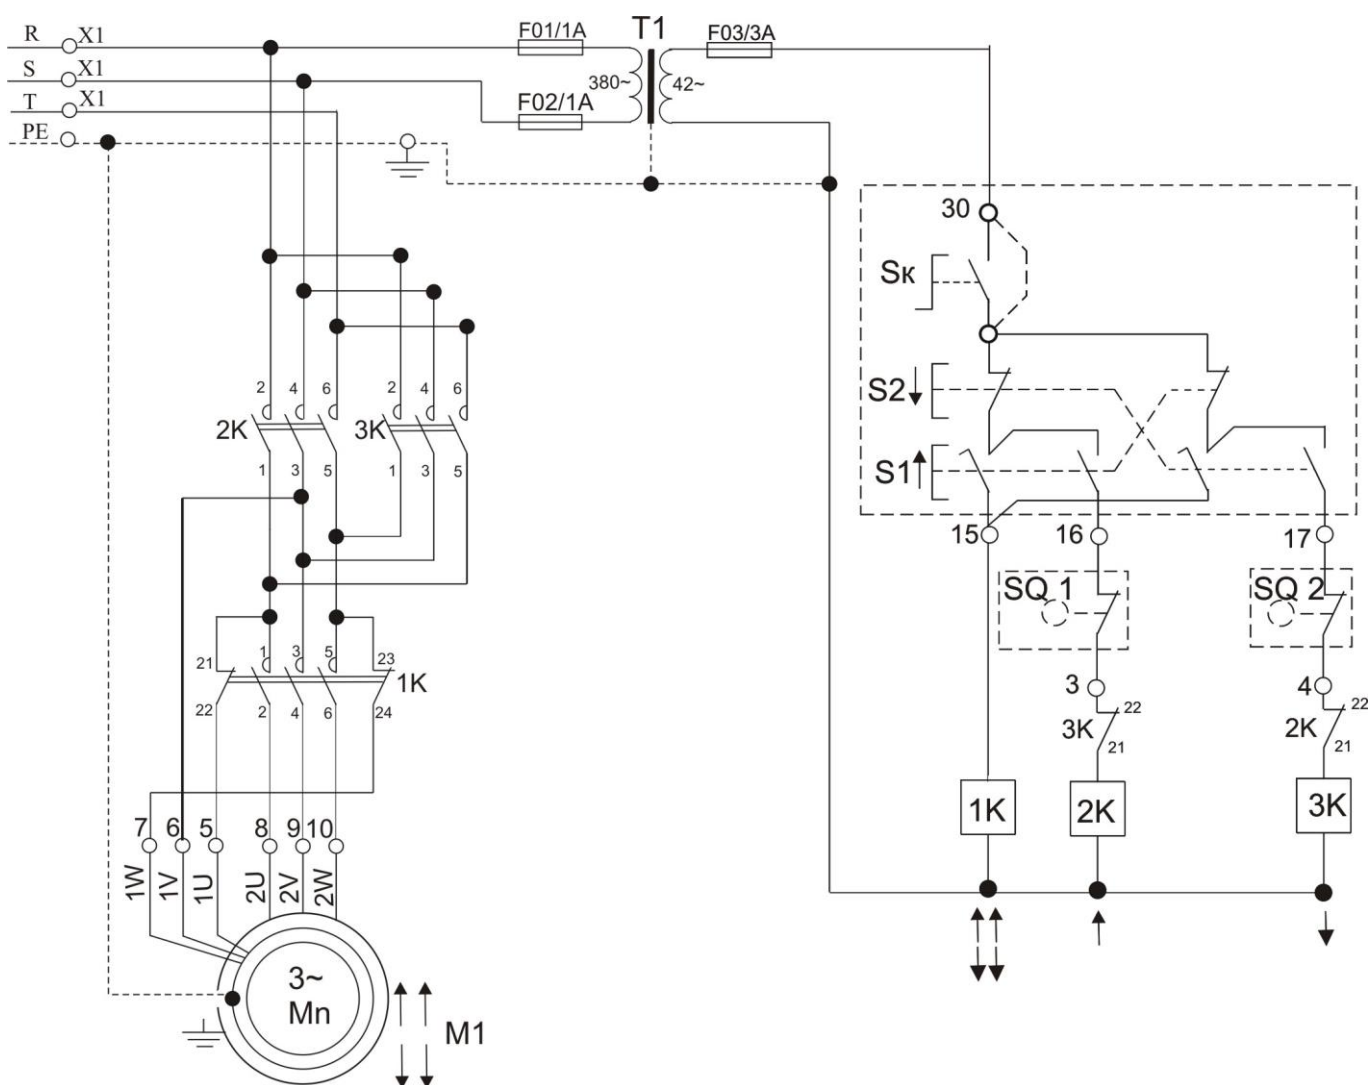 R X1
S X1
T X1
PE
F01/1A
T1
F03/3A
380~ 42~
F02/1A
30
Sк
S2
S1
15 16 17
SQ 1
SQ 2
2 4 6 2 4 6
2K 3K
1 3 5 1 3 5
21 1 3 5 23
1K
22 2 4 6 24
3 4
3K 22
21
2K 22
21
1K 2K 3K
7 6 5 8 9 10
1W 1V 1U 2U 2V 2W
3~
Mn
M1